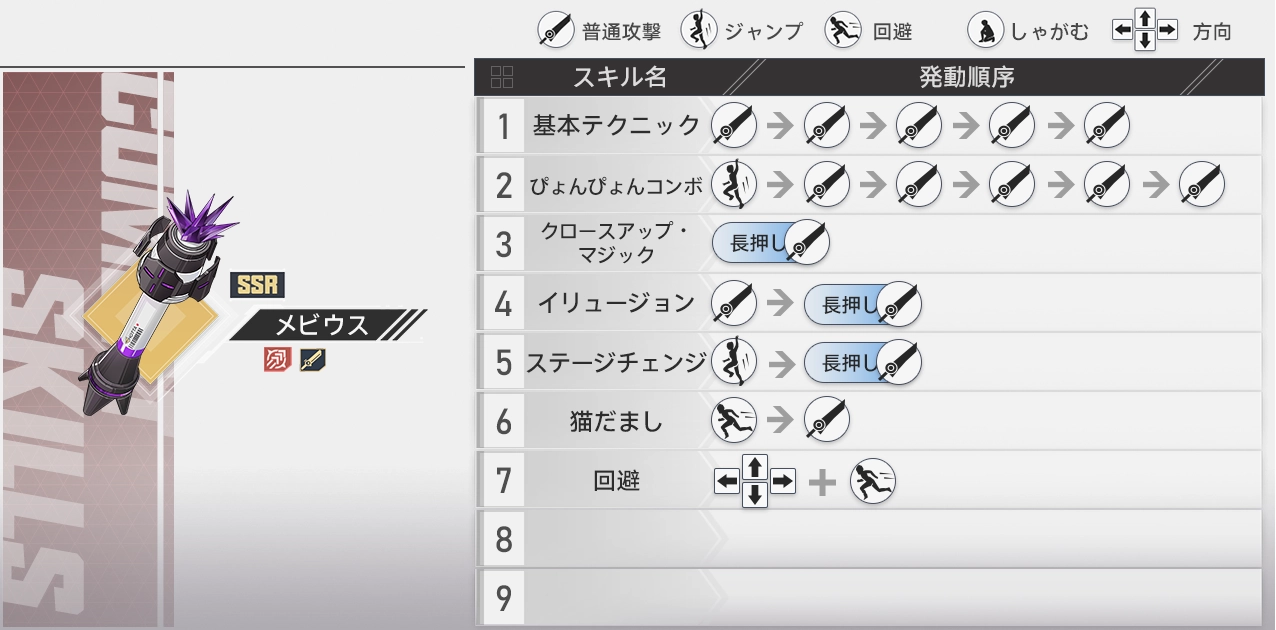 普通攻撃 ジャンプ 回避 しゃがむ 方向
スキル名 発動順序
1 基本テクニック
2 ぴょんぴょんコンボ
3 クロースアップ・
マジック 長押し
4 イリュージョン 長押し
5 ステージチェンジ 長押し
6 猫だまし
7 回避
8
9
SSR
メビウス
COM
SKILLS